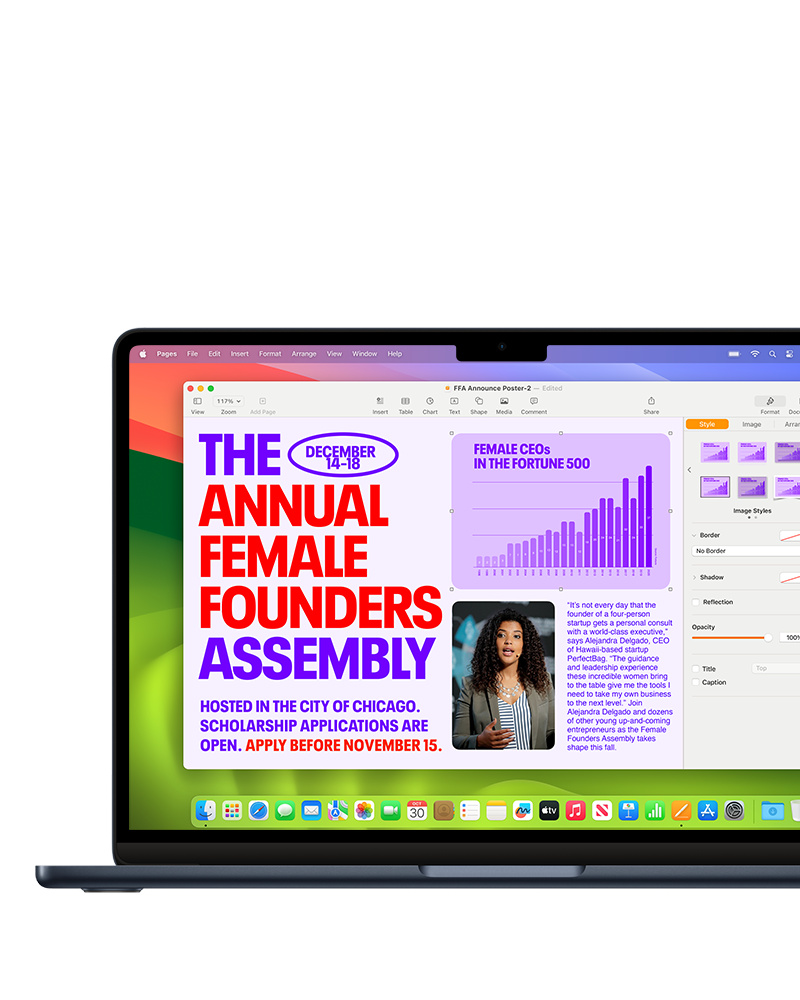 Pages File Edit Insert Format Arrange View Window Help
FFA Announce Poster-2 — Edited
117%
View Zoom Add Page Insert Table Chart Text Shape Media Comment Share Format
THE
DECEMBER
14–18
ANNUAL
FEMALE
FOUNDERS
ASSEMBLY
HOSTED IN THE CITY OF CHICAGO.
SCHOLARSHIP APPLICATIONS ARE
OPEN. APPLY BEFORE NOVEMBER 15.
FEMALE CEOs
IN THE FORTUNE 500
“It’s not every day that the
founder of a four-person
startup gets a personal consult
with a world-class executive,”
says Alejandra Delgado, CEO
of Hawaii-based startup
PerfectBag. “The guidance
and leadership experience
these incredible women bring
to the table give me the tools I
need to take my own business
to the next level.” Join
Alejandra Delgado and dozens
of other young up-and-coming
entrepreneurs as the Female
Founders Assembly takes
shape this fall.
Style Image
Image Styles
Border
No Border
Shadow
Reflection
Opacity
Title Top
Caption
OCT
30
tv